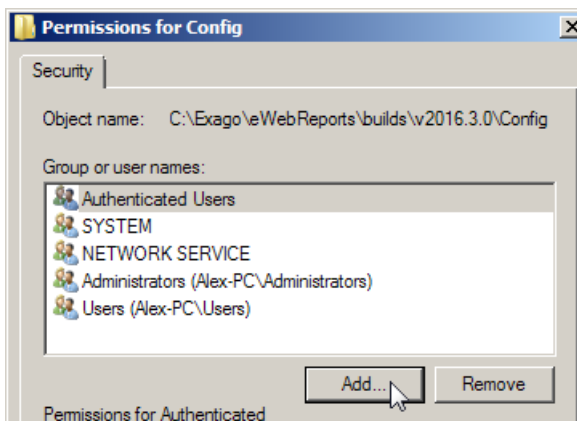 Permissions for Config
Security
Object name: C:\Exago\eWebReports\builds\v2016.3.0\Config
Group or user names:
Authenticated Users
SYSTEM
NETWORK SERVICE
Administrators (Alex-PC\Administrators)
Users (Alex-PC\Users)
Add... Remove
Permissions for Authenticated